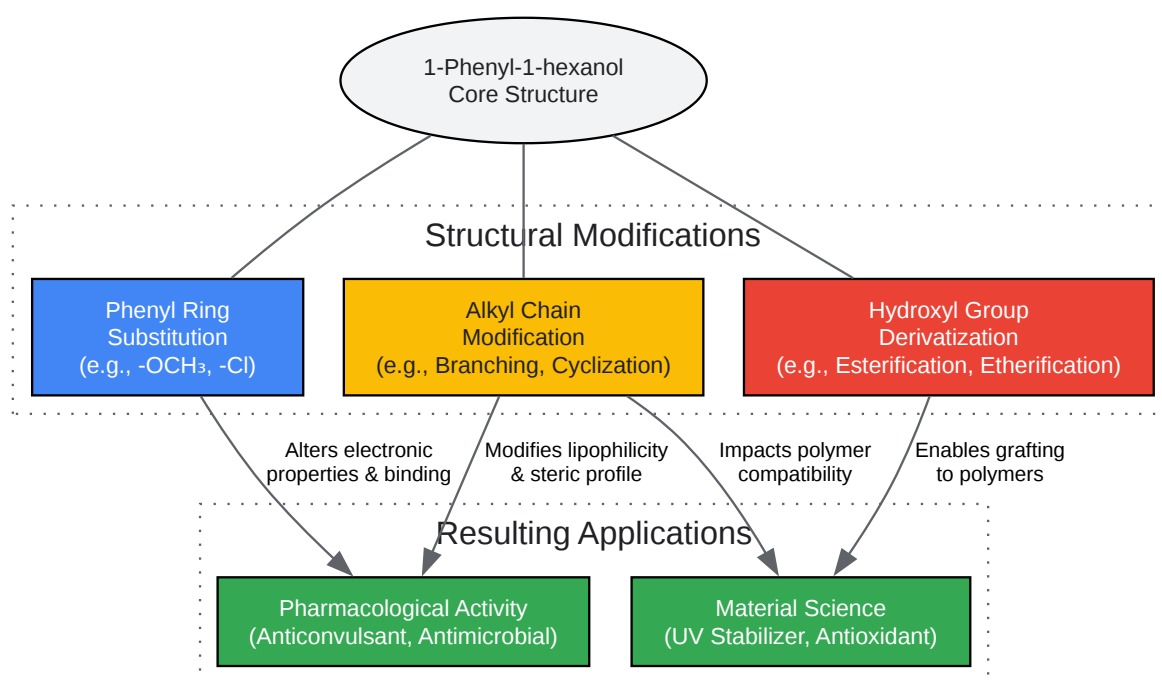 1-Phenyl-1-hexanol
Core Structure
Structural Modifications
Phenyl Ring
Substitution
(e.g., -OCH₃, -Cl)
Alkyl Chain
Modification
(e.g., Branching, Cyclization)
Hydroxyl Group
Derivatization
(e.g., Esterification, Etherification)
Alters electronic
properties & binding
Modifies lipophilicity
& steric profile
Impacts polymer
compatibility
Enables grafting
to polymers
Resulting Applications
Pharmacological Activity
(Anticonvulsant, Antimicrobial)
Material Science
(UV Stabilizer, Antioxidant)